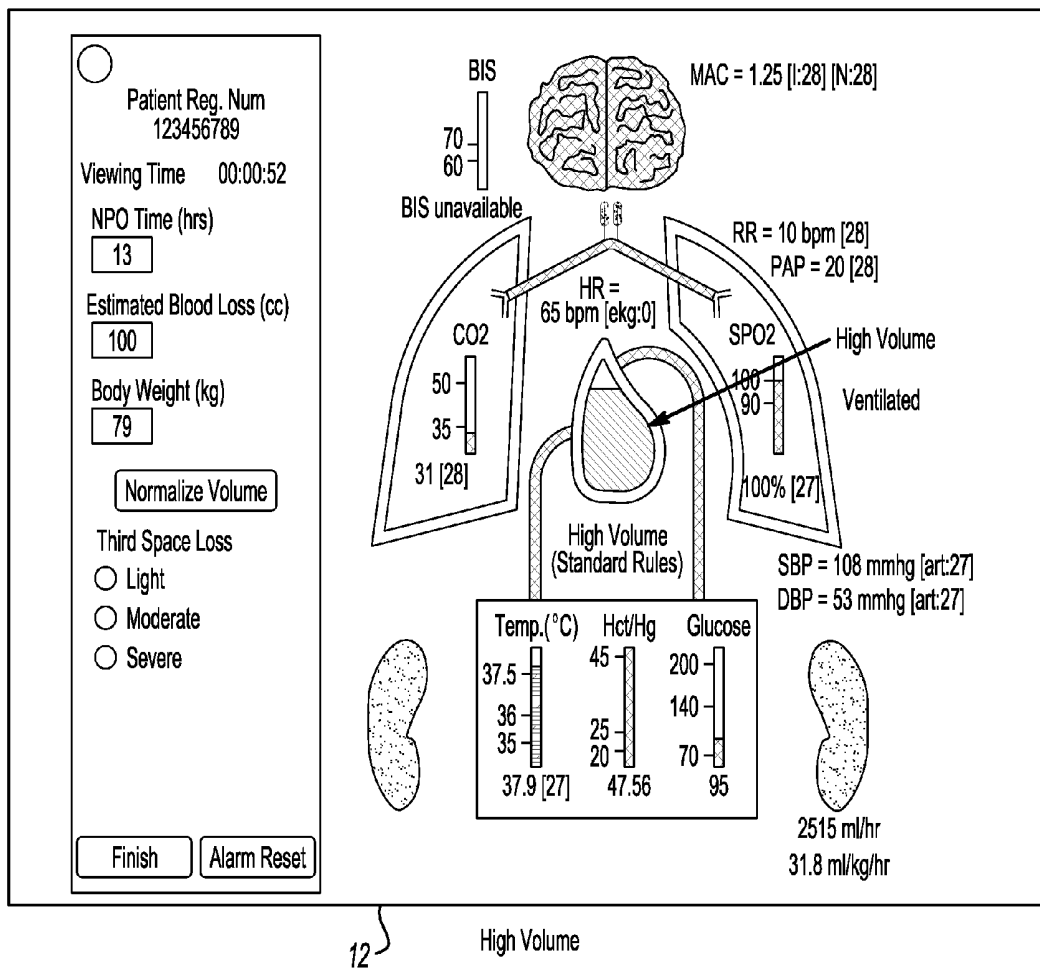 Patient Reg. Num
123456789
Viewing Time 00:00:52
NPO Time (hrs)
13
Estimated Blood Loss (cc)
100
Body Weight (kg)
79
Normalize Volume
Third Space Loss
Light
Moderate
Severe
Finish
Alarm Reset
BIS
70
60
BIS unavailable
MAC = 1.25 [I:28] [N:28]
RR = 10 bpm [28]
PAP = 20 [28]
HR =
65 bpm [ekg:0]
CO2
50
35
31 [28]
SPO2
100
90
100% [27]
High Volume
Ventilated
High Volume
(Standard Rules)
SBP = 108 mmhg [art:27]
DBP = 53 mmhg [art:27]
Temp.(°C)
37.5
36
35
37.9 [27]
Hct/Hg
45
25
20
47.56
Glucose
200
140
70
95
2515 ml/hr
31.8 ml/kg/hr
12
High Volume